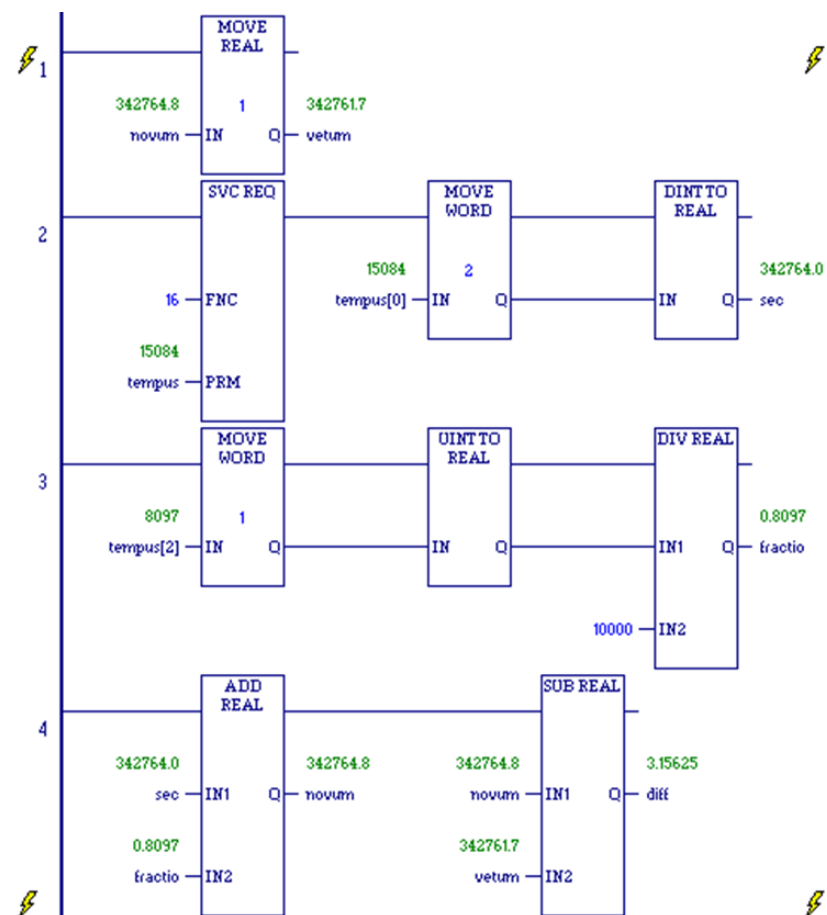 MOVE
REAL
1
342764.8
1
342761.7
novum IN Q vetum
SVC REQ
MOVE
WORD
DINT TO
REAL
2
15084
2
342764.0
16 FNC
tempus[0] IN Q
IN Q sec
15084
tempus PRM
MOVE
WORD
UINT TO
REAL
DIV REAL
3
8097
1
0.8097
tempus[2] IN Q
IN Q
IN1 Q fractio
10000 IN2
ADD
REAL
SUB REAL
4
342764.0
342764.8
342764.8
3.15625
sec IN1 Q novum
novum IN1 Q diff
0.8097
342761.7
fractio IN2
vetum IN2